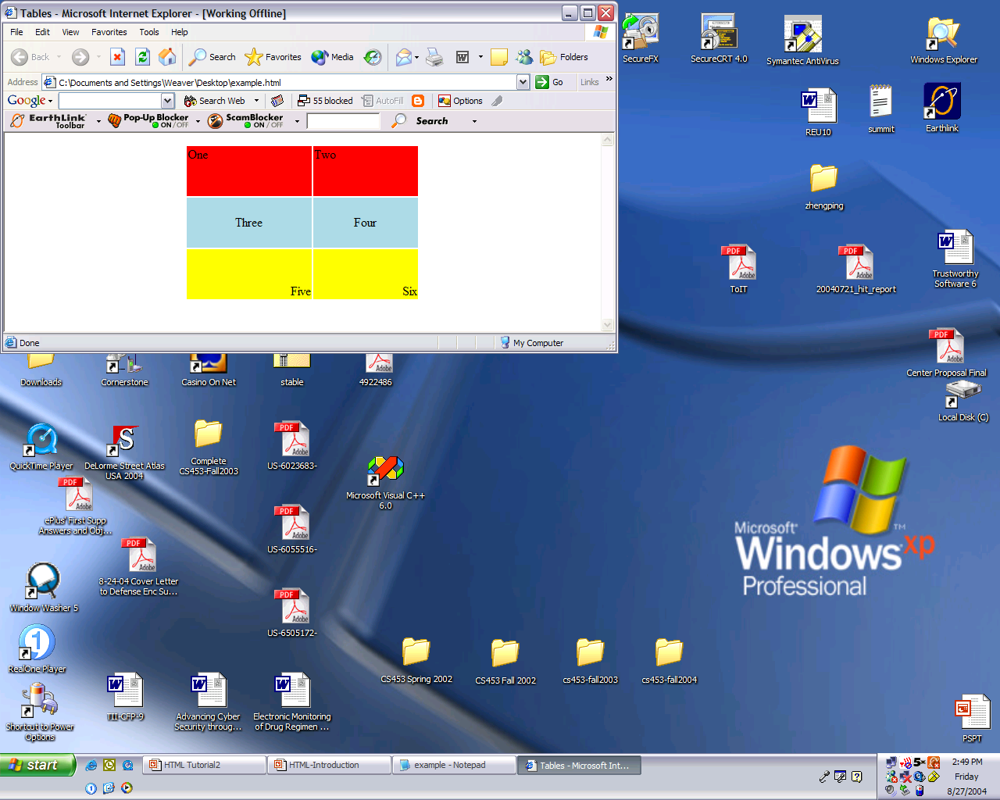 Tables - Microsoft Internet Explorer - [Working Offline]
File Edit View Favorites Tools Help
Back Search Favorites Media Folders
Address C:\Documents and Settings\Weaver\Desktop\example.html Go Links »
Google Search Web 55 blocked AutoFill Options
EarthLink Toolbar Pop-Up Blocker ON / OFF ScamBlocker ON / OFF Search
One Two
Three Four
Five Six
Done My Computer
SecureFX
SecureCRT 4.0
Symantec AntiVirus
Windows Explorer
REU10
summit
Earthlink
zhengping
ToIT
20040721_hit_report
Trustworthy
Software 6
Center Proposal Final
Local Disk (C)
Downloads
Cornerstone
Casino On Net
stable
4922486
QuickTime Player
DeLorme Street Atlas
USA 2004
Complete
CS453-Fall2003
US-6023683-
Microsoft Visual C++
6.0
ePlus' First Supp
Answers and Obj...
US-6055516-
8-24-04 Cover Letter
to Defense Enc Su...
Window Washer 5
US-6505172-
RealOne Player
CS453 Spring 2002
CS453 Fall 2002
cs453-fall2003
cs453-fall2004
Shortcut to Power
Options
TII-CFP-9
Advancing Cyber
Security throug...
Electronic Monitoring
of Drug Regimen ...
PSPT
Microsoft®
Windows xp
Professional
start HTML Tutorial2 HTML-Introduction example - Notepad Tables - Microsoft Int...
2:49 PM
Friday
8/27/2004